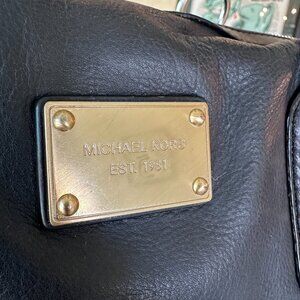 MICHAEL KORS
EST. 1981